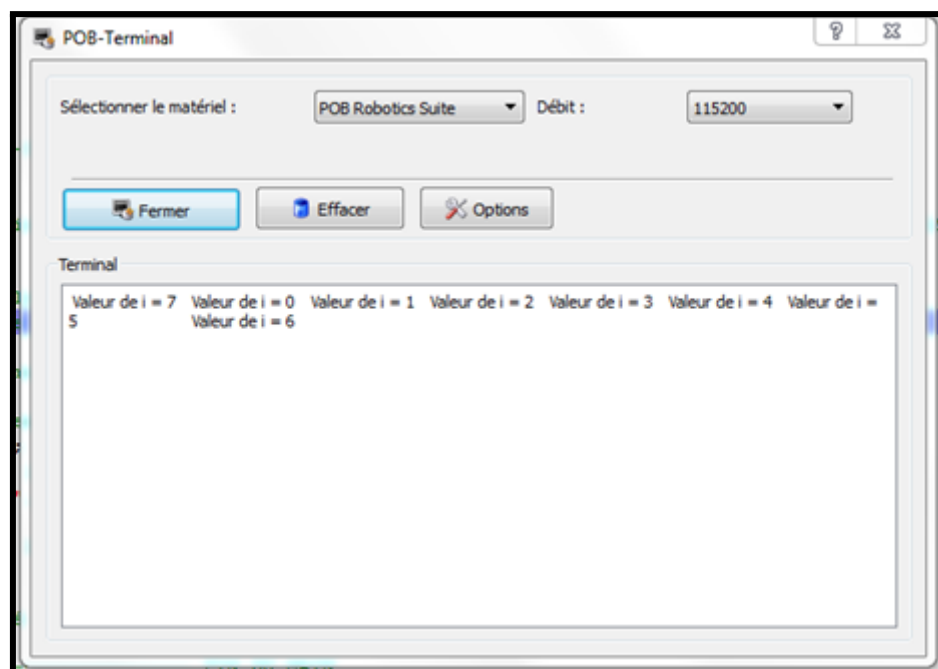 POB-Terminal
Sélectionner le matériel : POB Robotics Suite Débit : 115200
Fermer Effacer Options
Terminal
Valeur de i = 7 Valeur de i = 0 Valeur de i = 1 Valeur de i = 2 Valeur de i = 3 Valeur de i = 4 Valeur de i =
5 Valeur de i = 6